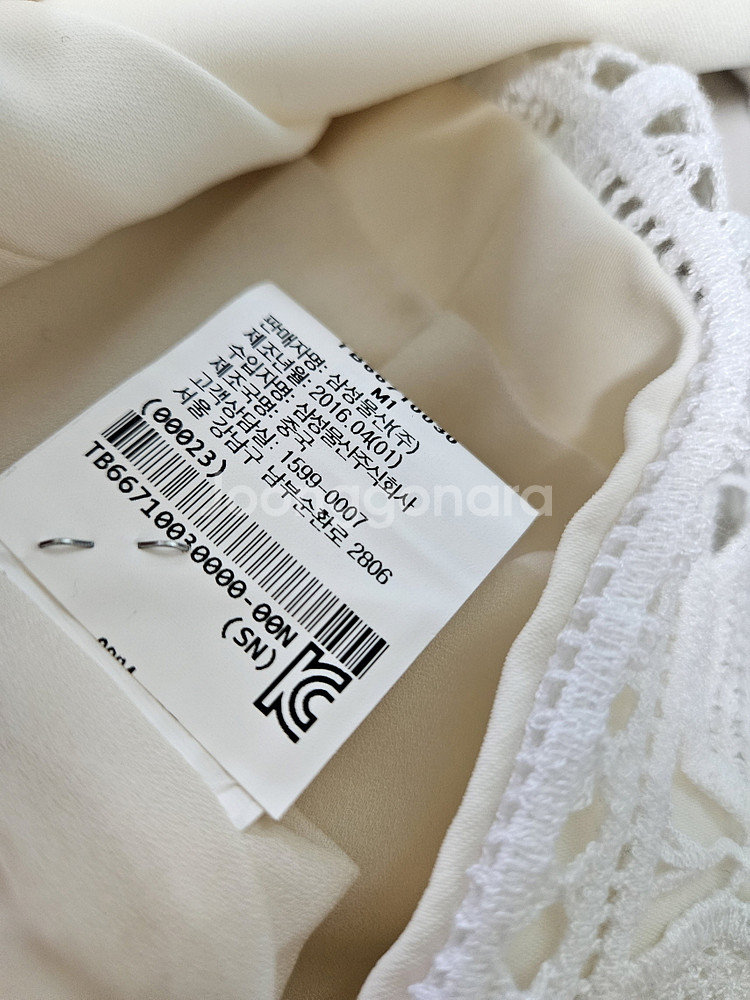 M1
판매자명: 삼성물산(주)
제조년월: 2016.04(01)
수입자명: 삼성물산주식회사
제조국명: 중국
고객상담실: 1599-0007
서울 강남구 남부순환로 2806
(00023)
TB66710030000-00N
(SN)
joonggonara